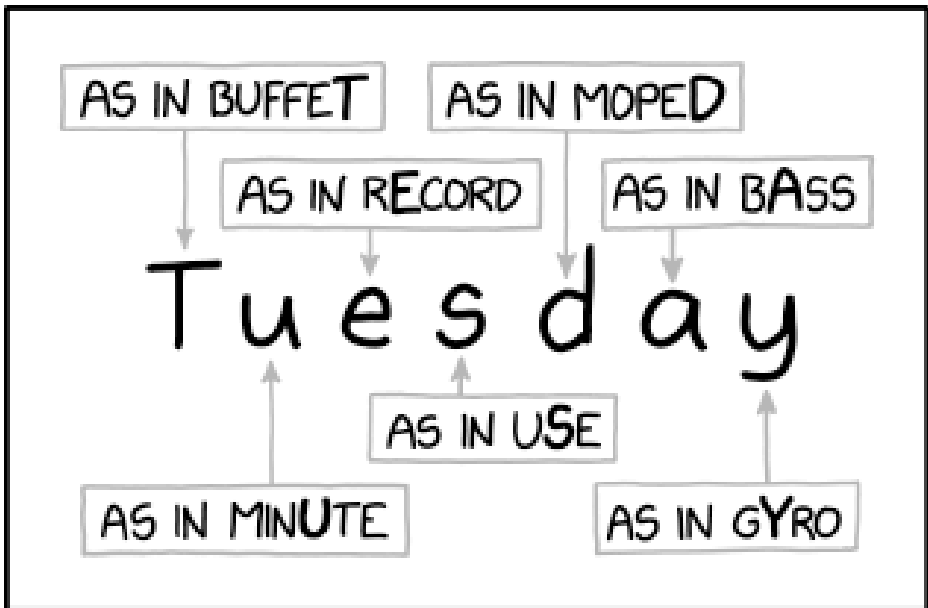 AS IN BUFFET
AS IN MOPED
AS IN RECORD
AS IN BASS
Tuesday
AS IN USE
AS IN MINUTE
AS IN GYRO